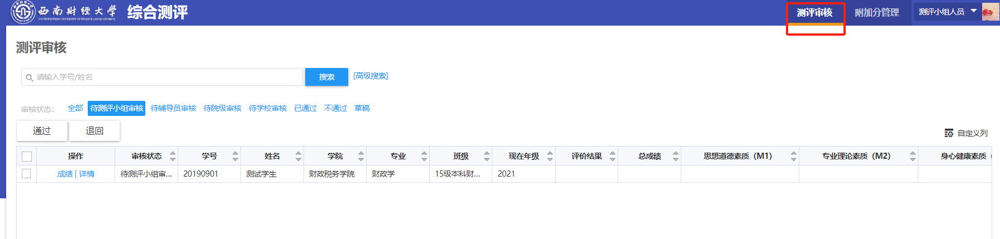 西南财经大学 综合测评 测评审核 附加分管理 测评小组人员
SOUTHWESTERN UNIVERSITY OF FINANCE AND ECONOMICS
测评审核
请输入学号/姓名 搜索 [高级搜索]
审核状态: 全部 待测评小组审核 待辅导员审核 待院级审核 待学校审核 已通过 不通过 草稿
通过 退回 自定义列
操作 审核状态 学号 姓名 学院 专业 班级 现在年级 评价结果 总成绩 思想道德素质（M1） 专业理论素质（M2） 身心健康素质（
成绩 | 详情 待测评小组审... 20190901 测试学生 财政税务学院 财政学 15级本科财... 2021